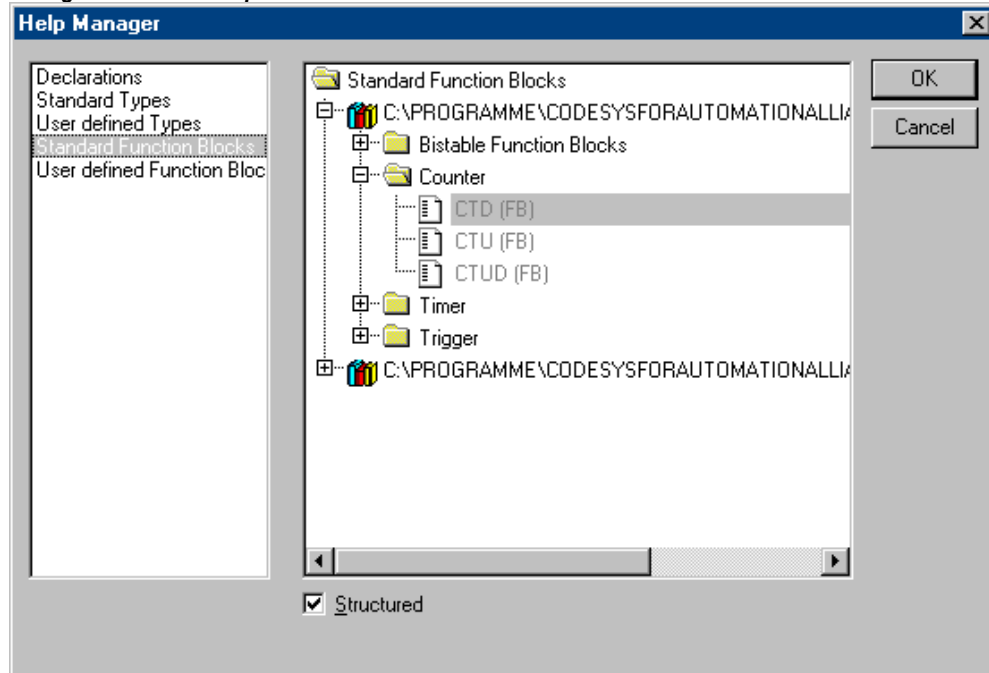 Help Manager
Declarations
Standard Types
User defined Types
Standard Function Blocks
User defined Function Bloc
Standard Function Blocks
C:\PROGRAMME\CODESYSFORAUTOMATIONALLIA
Bistable Function Blocks
Counter
CTD (FB)
CTU (FB)
CTUD (FB)
Timer
Trigger
C:\PROGRAMME\CODESYSFORAUTOMATIONALLIA
Structured
OK
Cancel